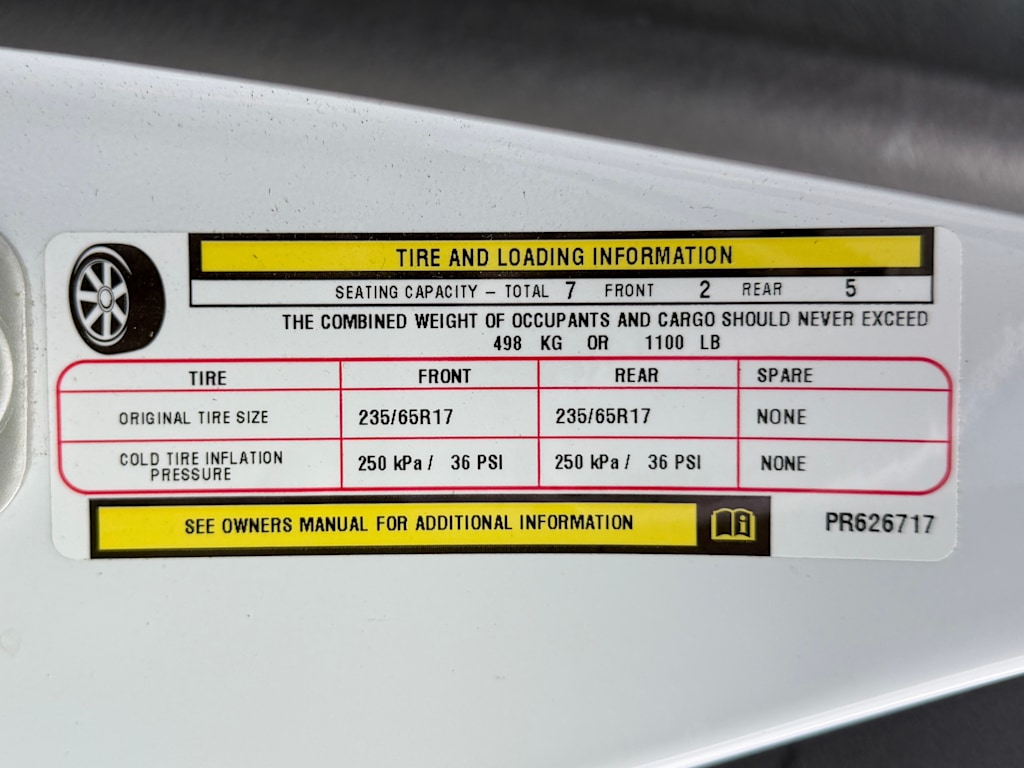 TIRE AND LOADING INFORMATION
SEATING CAPACITY – TOTAL 7 FRONT 2 REAR 5
THE COMBINED WEIGHT OF OCCUPANTS AND CARGO SHOULD NEVER EXCEED
498 KG OR 1100 LB
TIRE FRONT REAR SPARE
ORIGINAL TIRE SIZE 235/65R17 235/65R17 NONE
COLD TIRE INFLATION
PRESSURE 250 kPa / 36 PSI 250 kPa / 36 PSI NONE
SEE OWNERS MANUAL FOR ADDITIONAL INFORMATION
PR626717